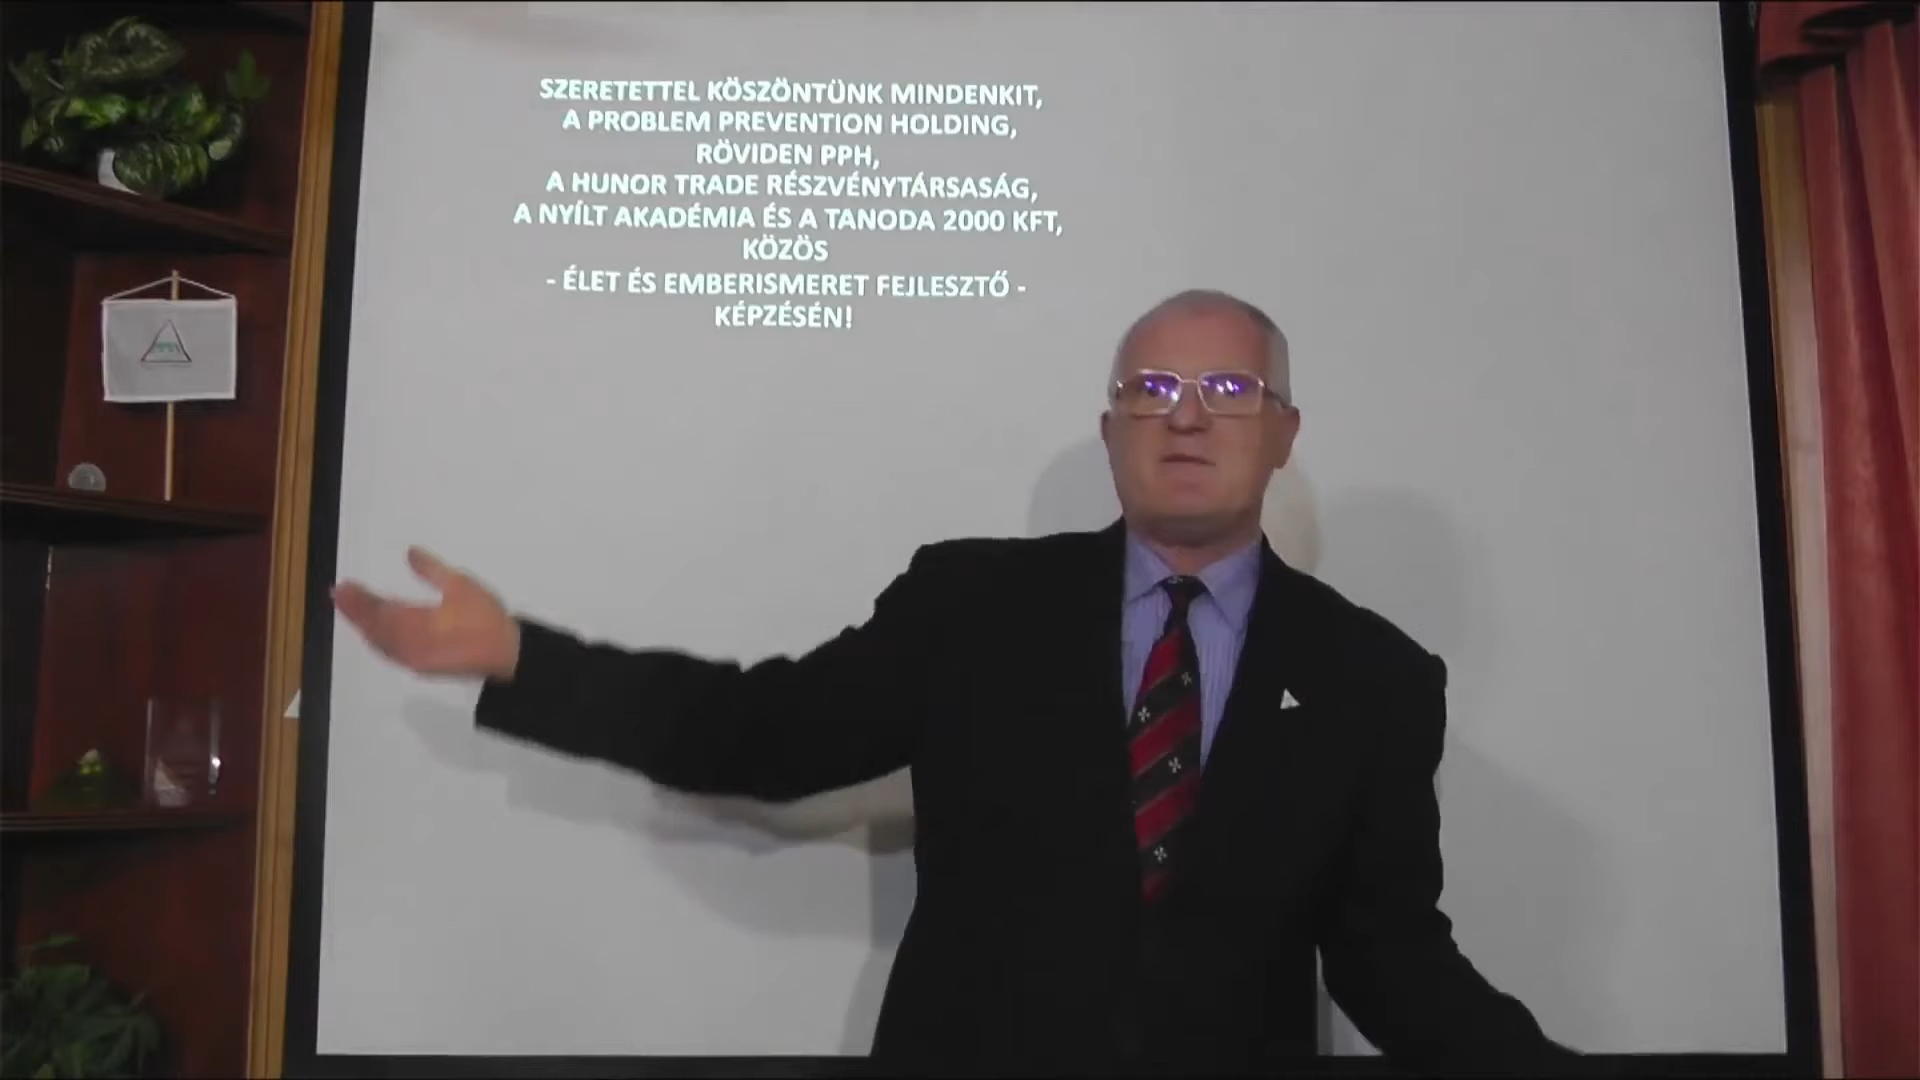 SZERETETTEL KÖSZÖNTÜNK MINDENKIT,
A PROBLEM PREVENTION HOLDING,
RÖVIDEN PPH,
A HUNOR TRADE RÉSZVÉNYTÁRSASÁG,
A NYÍLT AKADÉMIA ÉS A TANODA 2000 KFT,
KÖZÖS
- ÉLET ÉS EMBERISMERET FEJLESZTŐ -
KÉPZÉSÉN!